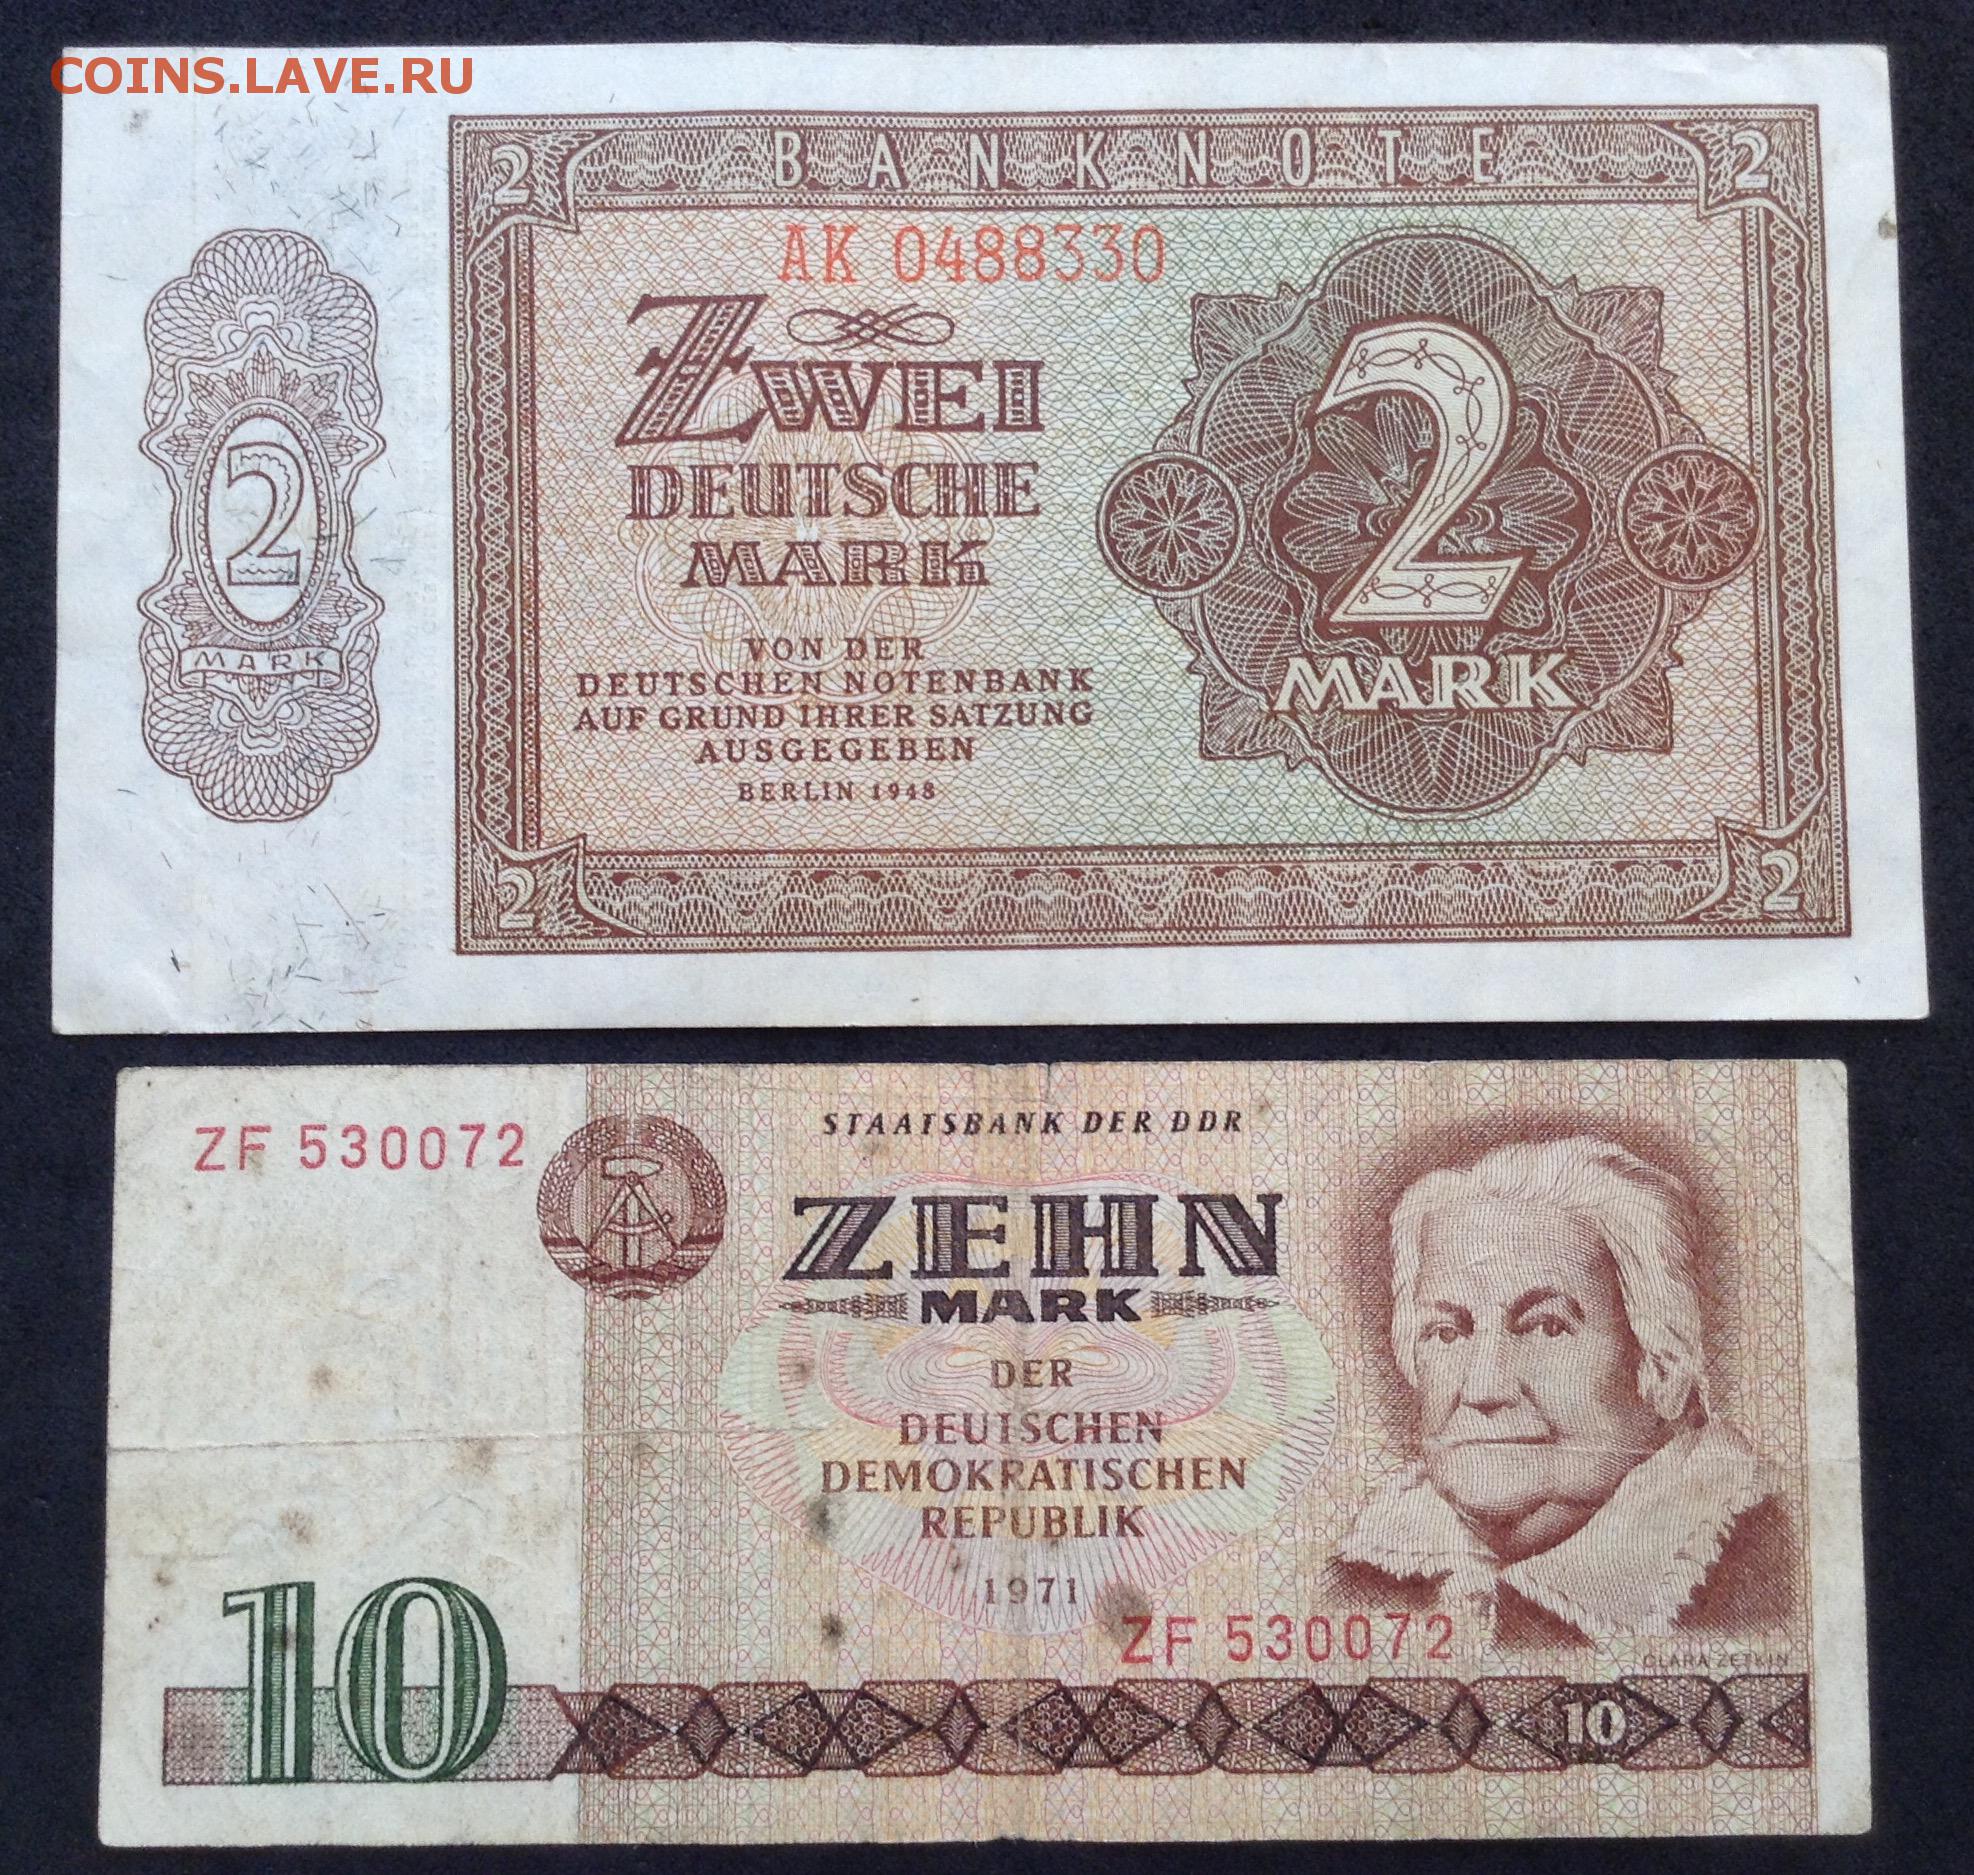 COINS.LAVE.RU
BANKNOTE
2 2
AK 0488330
ZWEI
DEUTSCHE
MARK
VON DER
DEUTSCHEN NOTENBANK
AUF GRUND IHRER SATZUNG
AUSGEGEBEN
BERLIN 1948
2
MARK
2
MARK
2 2
ZF 530072
STAATSBANK DER DDR
ZEHN
MARK
DER
DEUTSCHEN
DEMOKRATISCHEN
REPUBLIK
1971
ZF 530072
CLARA ZETKIN
10
10